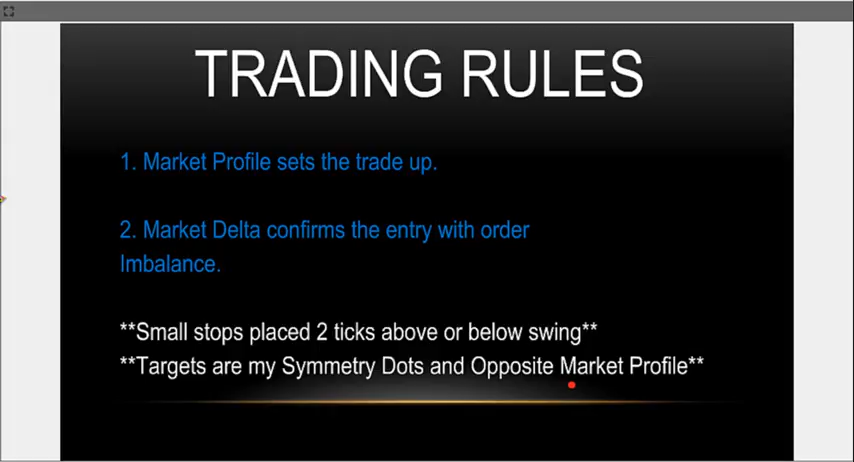 TRADING RULES
1. Market Profile sets the trade up.
2. Market Delta confirms the entry with order
Imbalance.
**Small stops placed 2 ticks above or below swing**
**Targets are my Symmetry Dots and Opposite Market Profile**